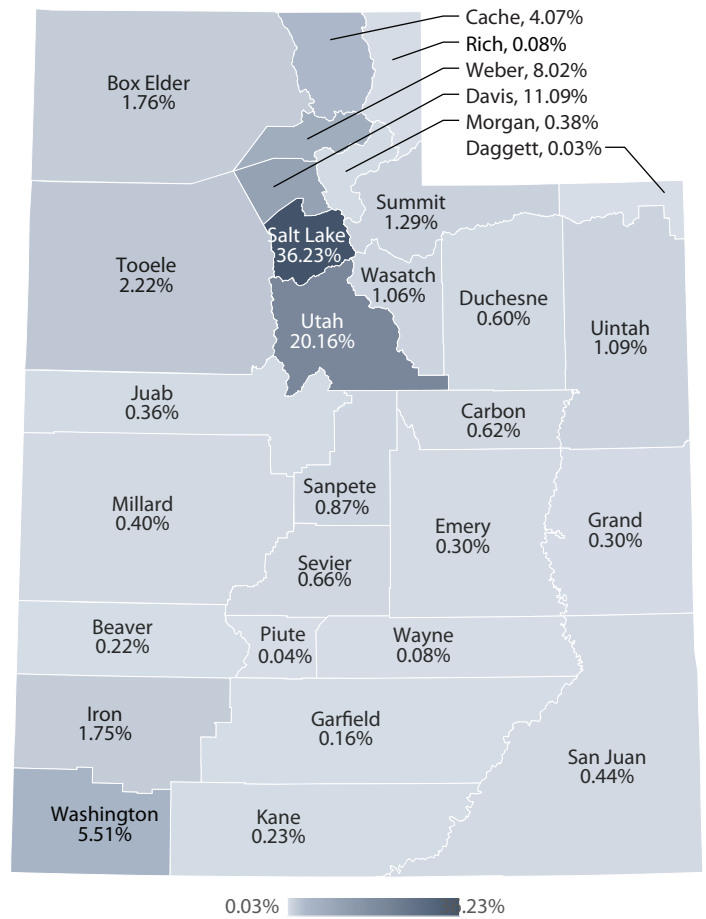 Cache, 4.07%
Rich, 0.08%
Weber, 8.02%
Davis, 11.09%
Morgan, 0.38%
Daggett, 0.03%
Box Elder
1.76%
Summit
1.29%
Salt Lake
36.23%
Tooele
2.22%
Wasatch
1.06%
Duchesne
0.60%
Uintah
1.09%
Utah
20.16%
Juab
0.36%
Carbon
0.62%
Sanpete
0.87%
Millard
0.40%
Emery
0.30%
Grand
0.30%
Sevier
0.66%
Beaver
0.22%
Piute
0.04%
Wayne
0.08%
Iron
1.75%
Garfield
0.16%
San Juan
0.44%
Washington
5.51%
Kane
0.23%
0.03%
.23%